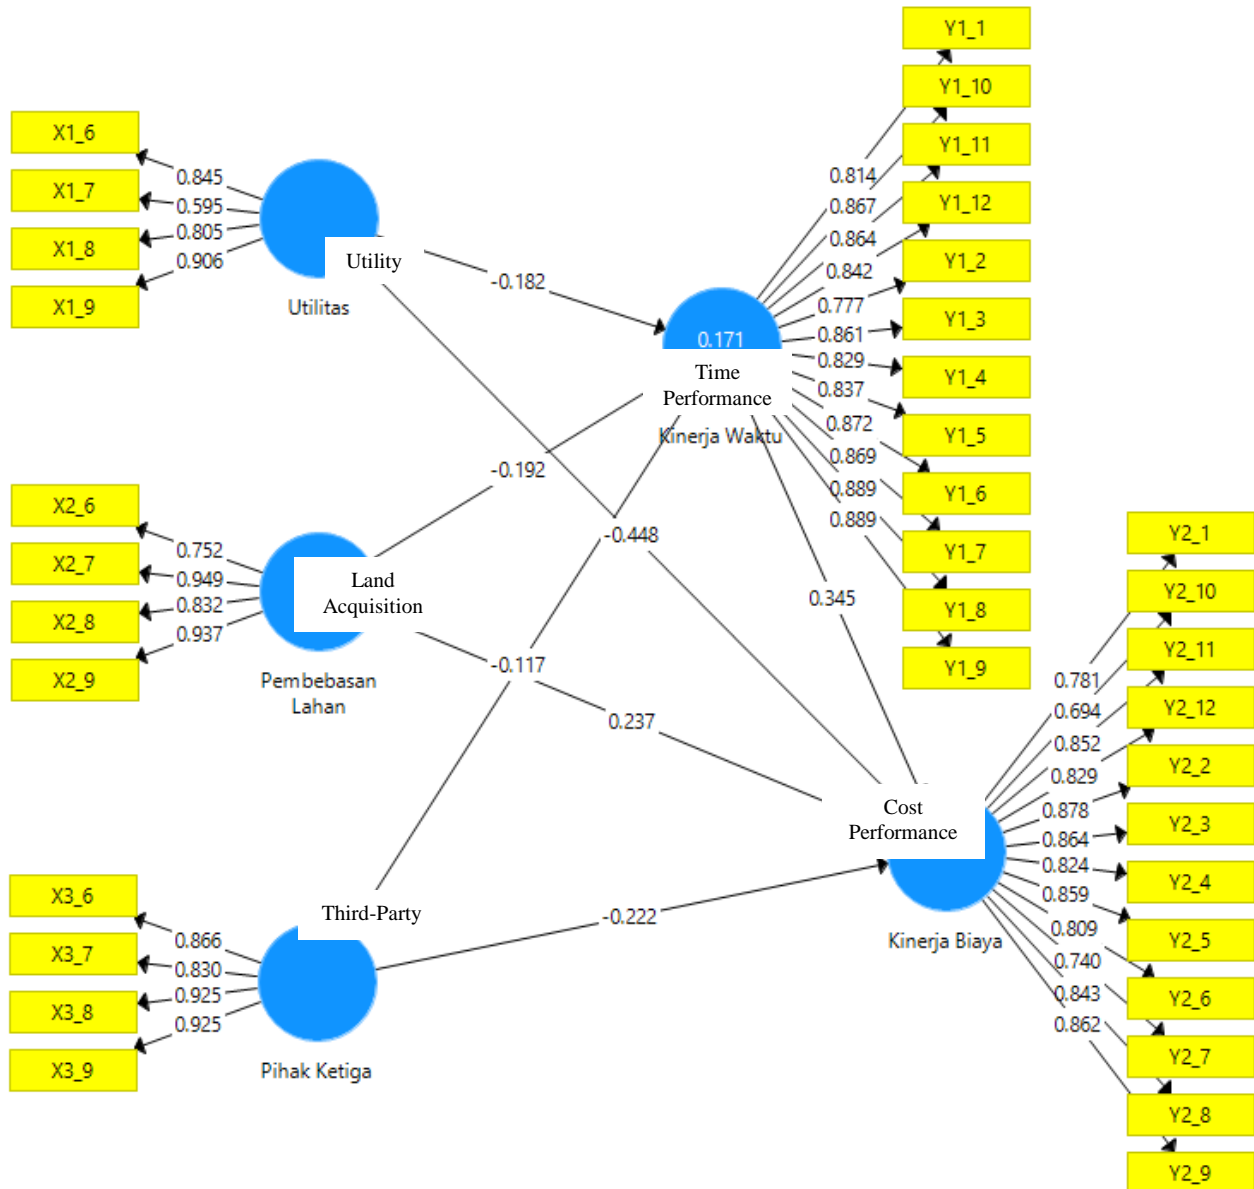 Y1_1
Y1_10
Y1_11
Y1_12
Y1_2
Y1_3
Y1_4
Y1_5
Y1_6
Y1_7
Y1_8
Y1_9
0.814
0.867
0.864
0.842
0.777
0.861
0.829
0.837
0.872
0.869
0.889
0.889
X1_6
X1_7
X1_8
X1_9
0.845
0.595
0.805
0.906
Utility
Utilitas
-0.182
0.171
Time
Performance
Kinerja Waktu
-0.192
-0.448
0.345
X2_6
X2_7
X2_8
X2_9
0.752
0.949
0.832
0.937
Land
Acquisition
Pembebasan
Lahan
-0.117
0.237
Y2_1
Y2_10
Y2_11
Y2_12
Y2_2
Y2_3
Y2_4
Y2_5
Y2_6
Y2_7
Y2_8
Y2_9
0.781
0.694
0.852
0.829
0.878
0.864
0.824
0.859
0.809
0.740
0.843
0.862
Cost
Performance
Kinerja Biaya
X3_6
X3_7
X3_8
X3_9
0.866
0.830
0.925
0.925
Third-Party
Pihak Ketiga
-0.222